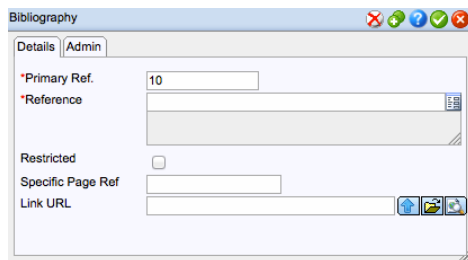 Bibliography
Details Admin
*Primary Ref. 10
*Reference
Restricted
Specific Page Ref
Link URL